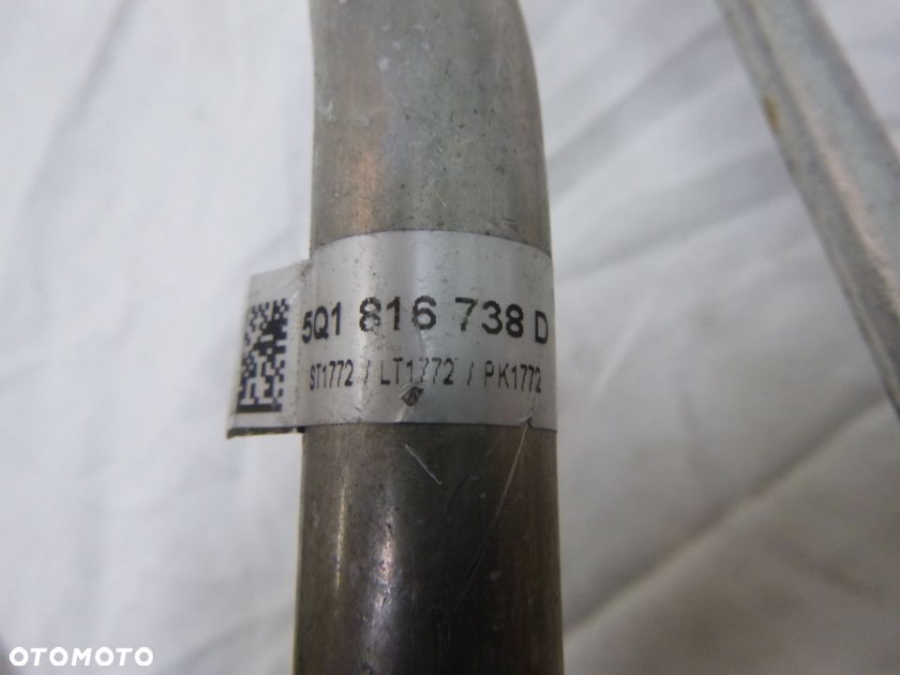 5Q1 816 738 D
ST1772 / LT1772 / PK1772
OTOMOTO